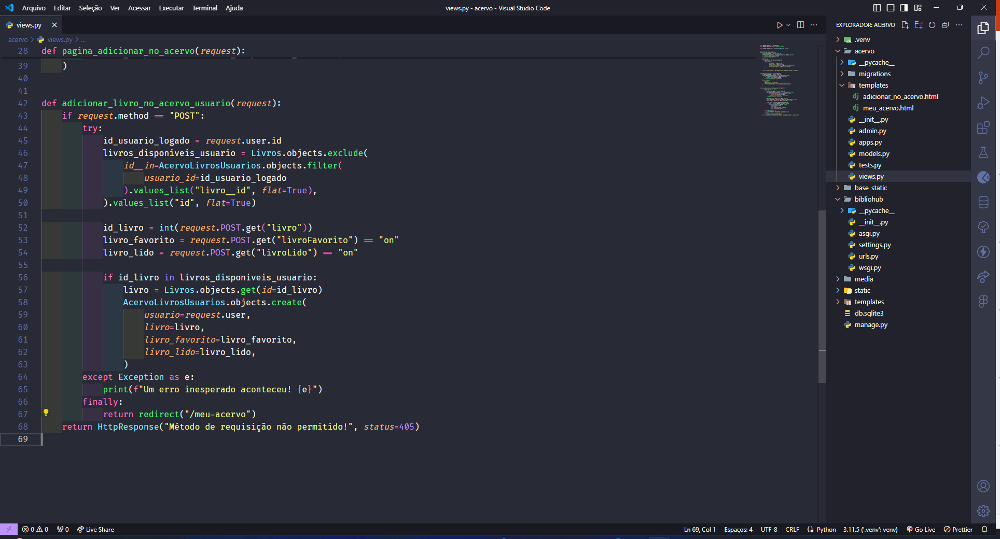 Arquivo Editar Seleção Ver Acessar Executar Terminal Ajuda
views.py - acervo - Visual Studio Code
views.py
acervo > views.py > ...
28 def pagina_adicionar_no_acervo(request):
39 )
40
41
42 def adicionar_livro_no_acervo_usuario(request):
43 if request.method == "POST":
44 try:
45 id_usuario_logado = request.user.id
46 livros_disponiveis_usuario = Livros.objects.exclude(
47 id__in=AcervoLivrosUsuarios.objects.filter(
48 usuario_id=id_usuario_logado
49 ).values_list("livro__id", flat=True),
50 ).values_list("id", flat=True)
51
52 id_livro = int(request.POST.get("livro"))
53 livro_favorito = request.POST.get("livroFavorito") == "on"
54 livro_lido = request.POST.get("livroLido") == "on"
55
56 if id_livro in livros_disponiveis_usuario:
57 livro = Livros.objects.get(id=id_livro)
58 AcervoLivrosUsuarios.objects.create(
59 usuario=request.user,
60 livro=livro,
61 livro_favorito=livro_favorito,
62 livro_lido=livro_lido,
63 )
64 except Exception as e:
65 print(f"Um erro inesperado aconteceu! {e}")
66 finally:
67 return redirect("/meu-acervo")
68 return HttpResponse("Método de requisição não permitido!", status=405)
69
EXPLORADOR: ACERVO
.venv
acervo
__pycache__
migrations
templates
adicionar_no_acervo.html
meu_acervo.html
__init__.py
admin.py
apps.py
models.py
tests.py
views.py
base_static
bibliohub
__pycache__
__init__.py
asgi.py
settings.py
urls.py
wsgi.py
media
static
templates
db.sqlite3
manage.py
0 0 0 Live Share
Ln 69, Col 1 Espaços: 4 UTF-8 CRLF Python 3.11.5 ('.venv': venv) Go Live Prettier